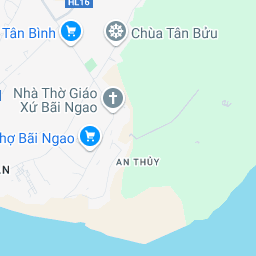 HL16
Tân Bình
Chùa Tân Bửu
Nhà Thờ Giáo
Xứ Bãi Ngao
hợ Bãi Ngao
AN THỦY